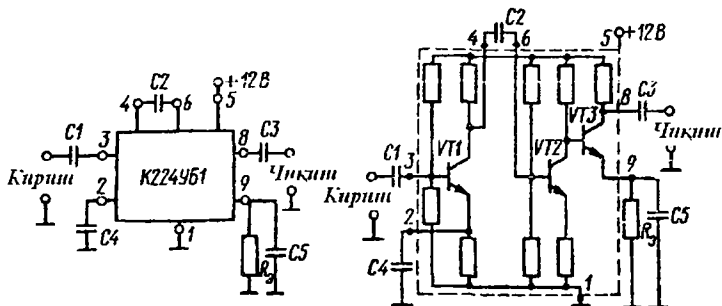 C2
4 6
+12В
5
C1
3
8 C3
К224УБ1
Кириш
Чиқиш
2
9
C4
1
Rэ
C5
C2
4 6
5 +12В
VT3
C3
8
VT1
VT2
C1
3
Чиқиш
Кириш
2
9
C4
Rэ
C5
1